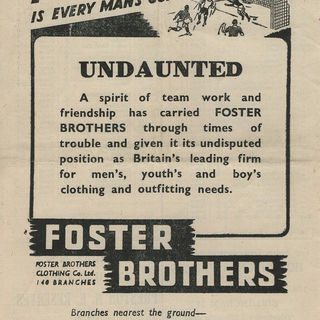 IS EVERY MAN'S
UNDAUNTED
A spirit of team work and
friendship has carried FOSTER
BROTHERS through times of
trouble and given it its undisputed
position as Britain's leading firm
for men's, youth's and boy's
clothing and outfitting needs.
FOSTER
FOSTER BROTHERS
CLOTHING Co. Ltd.
148 BRANCHES
BROTHERS
Branches nearest the ground—